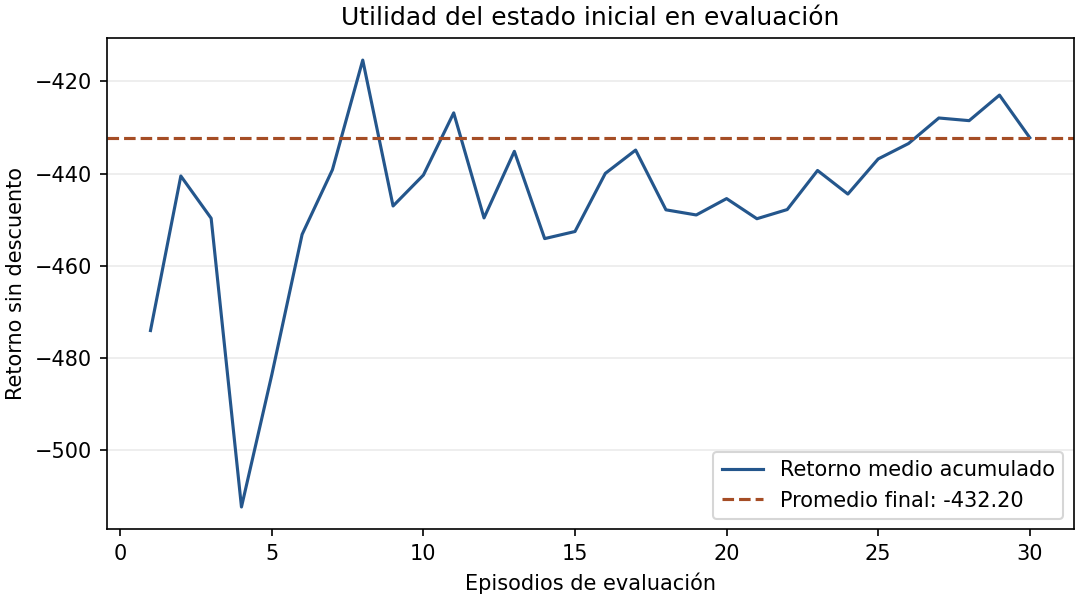 Utilidad del estado inicial en evaluación
Retorno sin descuento
−420
−440
−460
−480
−500
Retorno medio acumulado
Promedio final: -432.20
0
5
10
15
20
25
30
Episodios de evaluación